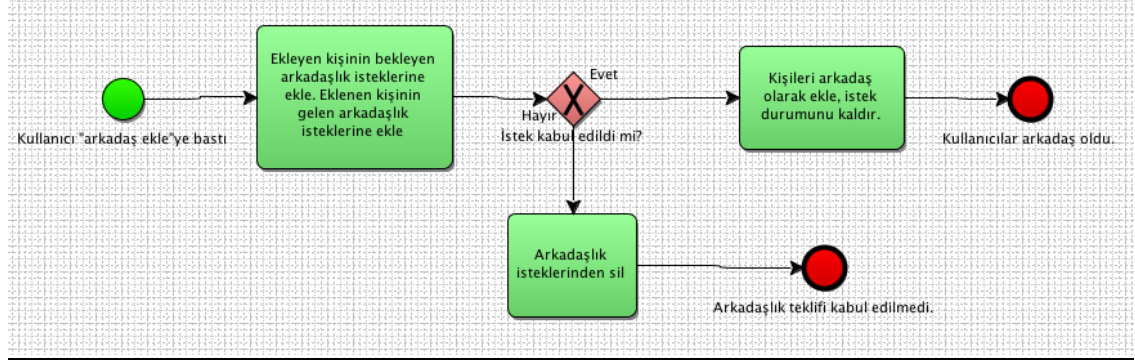 Kullanıcı "arkadaş ekle"ye bastı
Ekleyen kişinin bekleyen
arkadaşlık isteklerine
ekle. Eklenen kişinin
gelen arkadaşlık
isteklerine ekle
Evet
Hayır
İstek kabul edildi mi?
Kişileri arkadaş
olarak ekle, istek
durumunu kaldır.
Kullanıcılar arkadaş oldu.
Arkadaşlık
isteklerinden sil
Arkadaşlık teklifi kabul edilmedi.